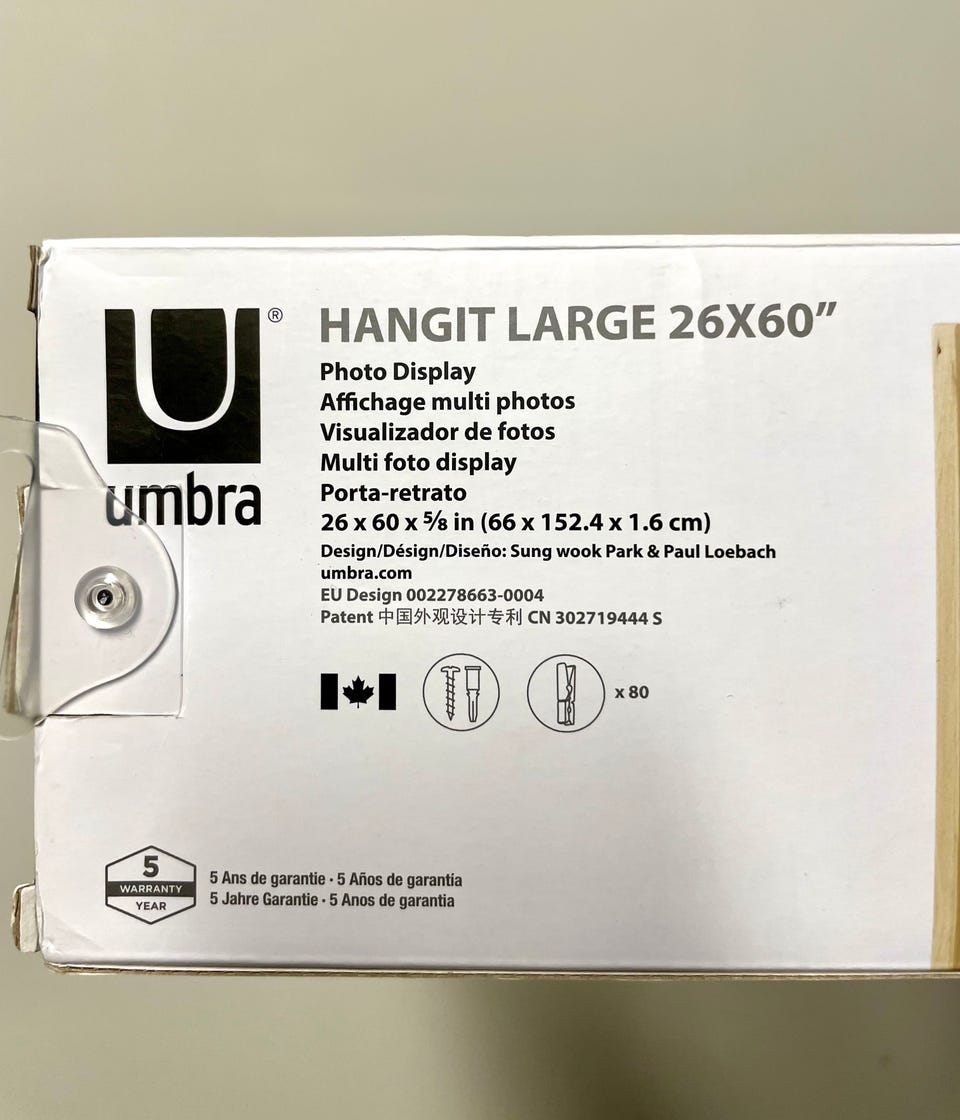 U®
umbra
HANGIT LARGE 26X60”
Photo Display
Affichage multi photos
Visualizador de fotos
Multi foto display
Porta-retrato
26 x 60 x ⅝ in (66 x 152.4 x 1.6 cm)
Design/Désign/Diseño: Sung wook Park & Paul Loebach
umbra.com
EU Design 002278663-0004
Patent 中国外观设计专利 CN 302719444 S
x 80
5
WARRANTY
YEAR
5 Ans de garantie · 5 Años de garantía
5 Jahre Garantie · 5 Anos de garantia